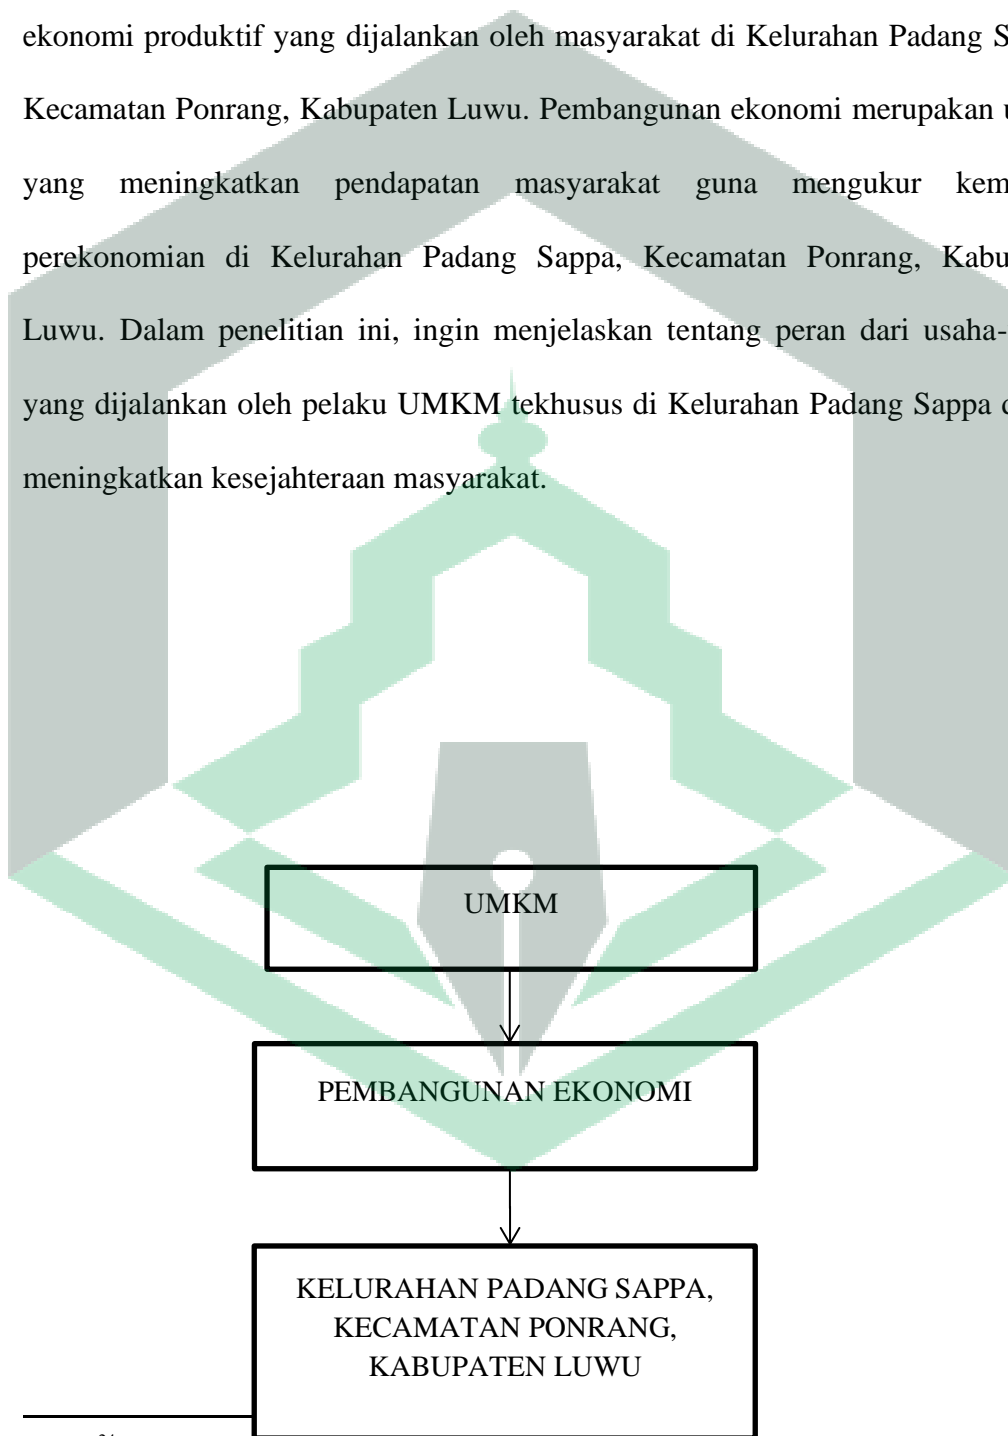 ekonomi produktif yang dijalankan oleh masyarakat di Kelurahan Padang S
Kecamatan Ponrang, Kabupaten Luwu. Pembangunan ekonomi merupakan u
yang meningkatkan pendapatan masyarakat guna mengukur kem
perekonomian di Kelurahan Padang Sappa, Kecamatan Ponrang, Kabu
Luwu. Dalam penelitian ini, ingin menjelaskan tentang peran dari usaha-
yang dijalankan oleh pelaku UMKM tekhusus di Kelurahan Padang Sappa d
meningkatkan kesejahteraan masyarakat.
UMKM
PEMBANGUNAN EKONOMI
KELURAHAN PADANG SAPPA,
KECAMATAN PONRANG,
KABUPATEN LUWU